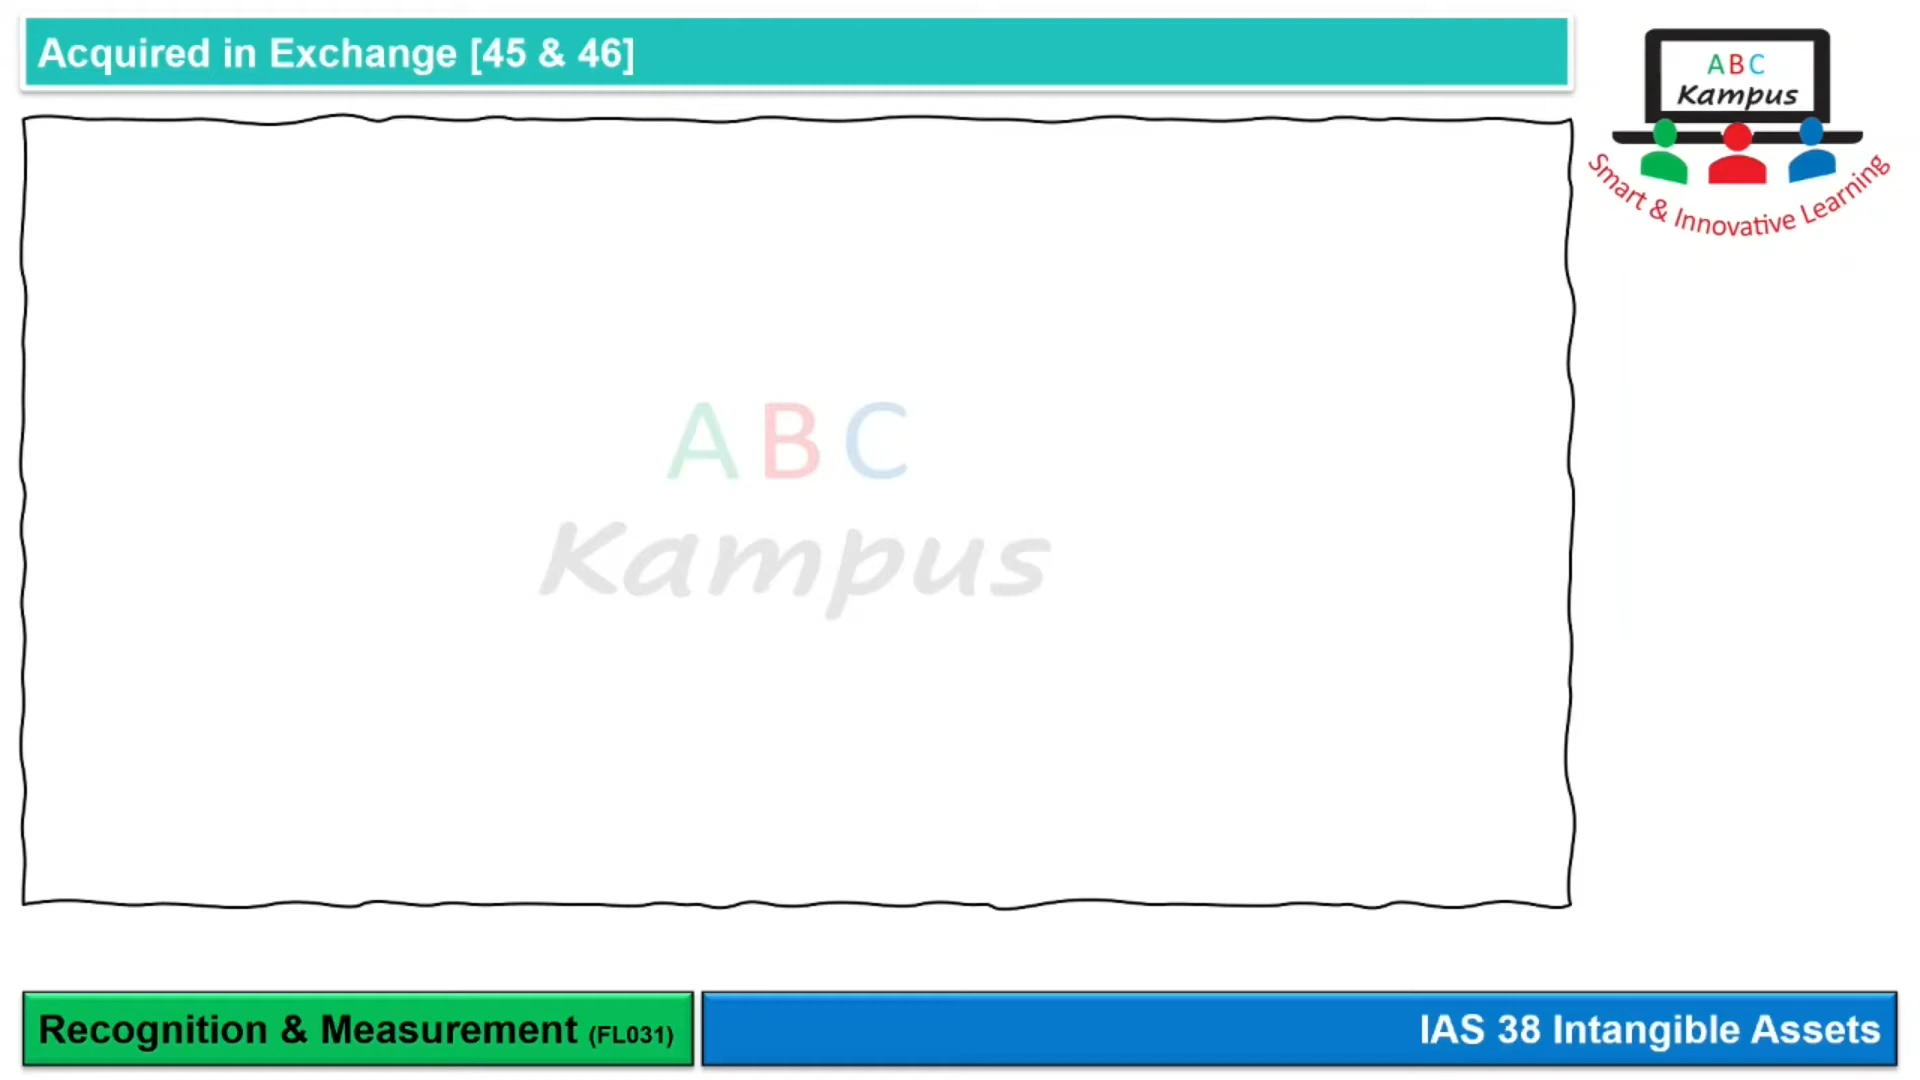 Acquired in Exchange [45 & 46]
ABC
Kampus
Smart & Innovative Learning
ABC
Kampus
Recognition & Measurement (FL031)
IAS 38 Intangible Assets